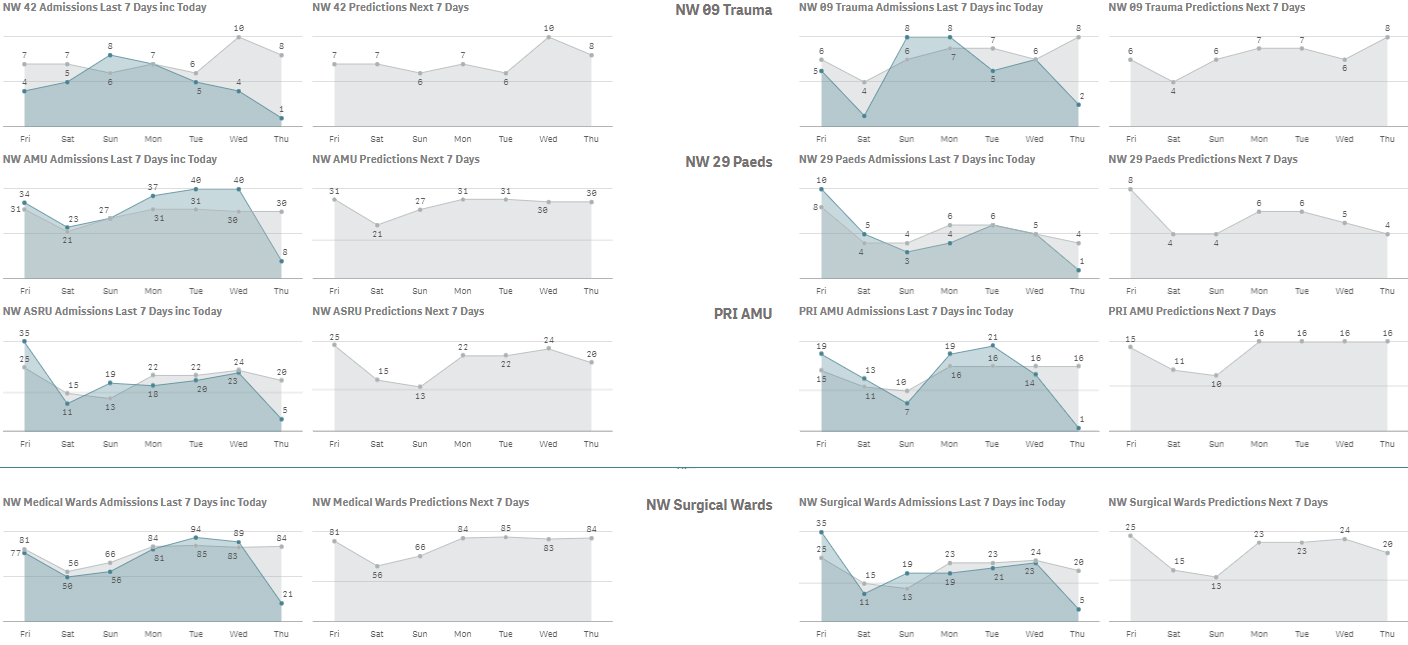 NW 42 Admissions Last 7 Days inc Today
7 7 8 7 6 10 8
4 5 6 5 4 1
Fri Sat Sun Mon Tue Wed Thu
NW 42 Predictions Next 7 Days
7 7 6 7 6 10 8
Fri Sat Sun Mon Tue Wed Thu
NW 09 Trauma
NW 09 Trauma Admissions Last 7 Days inc Today
6 8 8 7 6 8
5 4 6 7 5 2
Fri Sat Sun Mon Tue Wed Thu
NW 09 Trauma Predictions Next 7 Days
6 4 6 7 7 6 8
Fri Sat Sun Mon Tue Wed Thu
NW AMU Admissions Last 7 Days inc Today
34 23 27 37 40 40 30
31 21 31 31 30 8
Fri Sat Sun Mon Tue Wed Thu
NW AMU Predictions Next 7 Days
31 21 27 31 31 30 30
Fri Sat Sun Mon Tue Wed Thu
NW 29 Paeds
NW 29 Paeds Admissions Last 7 Days inc Today
10 5 4 6 6 5 4
8 4 3 4 1
Fri Sat Sun Mon Tue Wed Thu
NW 29 Paeds Predictions Next 7 Days
8 4 4 6 6 5 4
Fri Sat Sun Mon Tue Wed Thu
NW ASRU Admissions Last 7 Days inc Today
35 15 19 22 22 24 20
25 11 13 18 20 23 5
Fri Sat Sun Mon Tue Wed Thu
NW ASRU Predictions Next 7 Days
25 15 13 22 22 24 20
Fri Sat Sun Mon Tue Wed Thu
PRI AMU
PRI AMU Admissions Last 7 Days inc Today
19 13 10 19 21 16 16
15 11 7 16 16 14 1
Fri Sat Sun Mon Tue Wed Thu
PRI AMU Predictions Next 7 Days
15 11 10 16 16 16 16
Fri Sat Sun Mon Tue Wed Thu
NW Medical Wards Admissions Last 7 Days inc Today
81 56 66 84 94 89 84
77 50 56 81 85 83 21
Fri Sat Sun Mon Tue Wed Thu
NW Medical Wards Predictions Next 7 Days
81 56 66 84 85 83 84
Fri Sat Sun Mon Tue Wed Thu
NW Surgical Wards
NW Surgical Wards Admissions Last 7 Days inc Today
35 15 19 23 23 24 20
25 11 13 19 21 23 5
Fri Sat Sun Mon Tue Wed Thu
NW Surgical Wards Predictions Next 7 Days
25 15 13 23 23 24 20
Fri Sat Sun Mon Tue Wed Thu